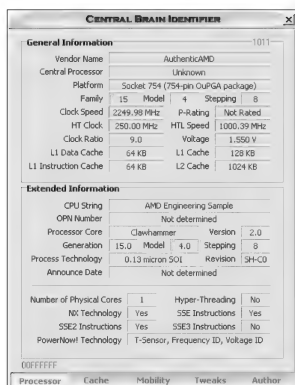 CENTRAL BRAIN IDENTIFIER x
General Information 1011
Vendor Name AuthenticAMD
Central Processor Unknown
Platform Socket 754 (754-pin OuPGA package)
Family 15 Model 4 Stepping 8
Clock Speed 2249.98 MHz P-Rating Not Rated
HT Clock 250.00 MHz HTL Speed 1000.39 MHz
Clock Ratio 9.0 Voltage 1.550 V
L1 Data Cache 64 KB L1 Cache 128 KB
L1 Instruction Cache 64 KB L2 Cache 1024 KB
Extended Information
CPU String AMD Engineering Sample
OPN Number Not determined
Processor Core Clawhammer Version 2.0
Generation 15.0 Model 4.0 Stepping 8
Process Technology 0.13 micron SOI Revision SH-C0
Announce Date Not determined
Number of Physical Cores 1 Hyper-Threading No
NX Technology Yes SSE Instructions Yes
SSE2 Instructions Yes SSE3 Instructions No
PowerNow! Technology T-Sensor, Frequency ID, Voltage ID
00FFFFFF
Processor Cache Mobility Tweaks Author